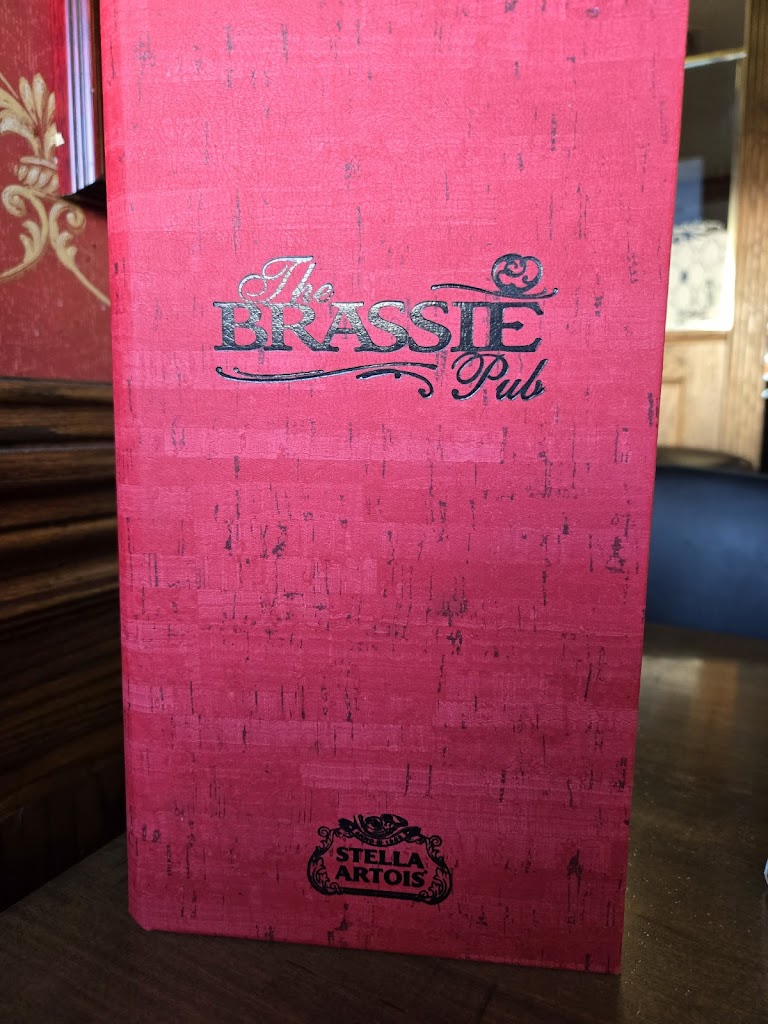 The
BRASSIE
Pub
STELLA
ARTOIS